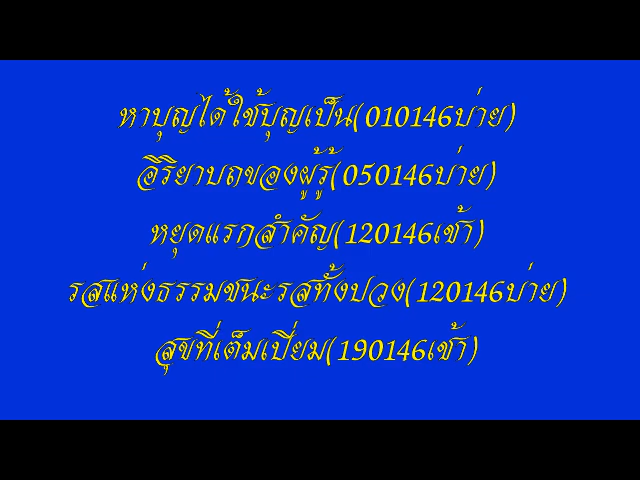 หาบุญได้ใช้บุญเป็น(010146บ่าย)
อิริยาบถของผู้รู้(050146บ่าย)
หยุดแรกสำคัญ(120146เช้า)
รสแห่งธรรมชนะรสทั้งปวง(120146บ่าย)
สุขที่เต็มเปี่ยม(190146เช้า)